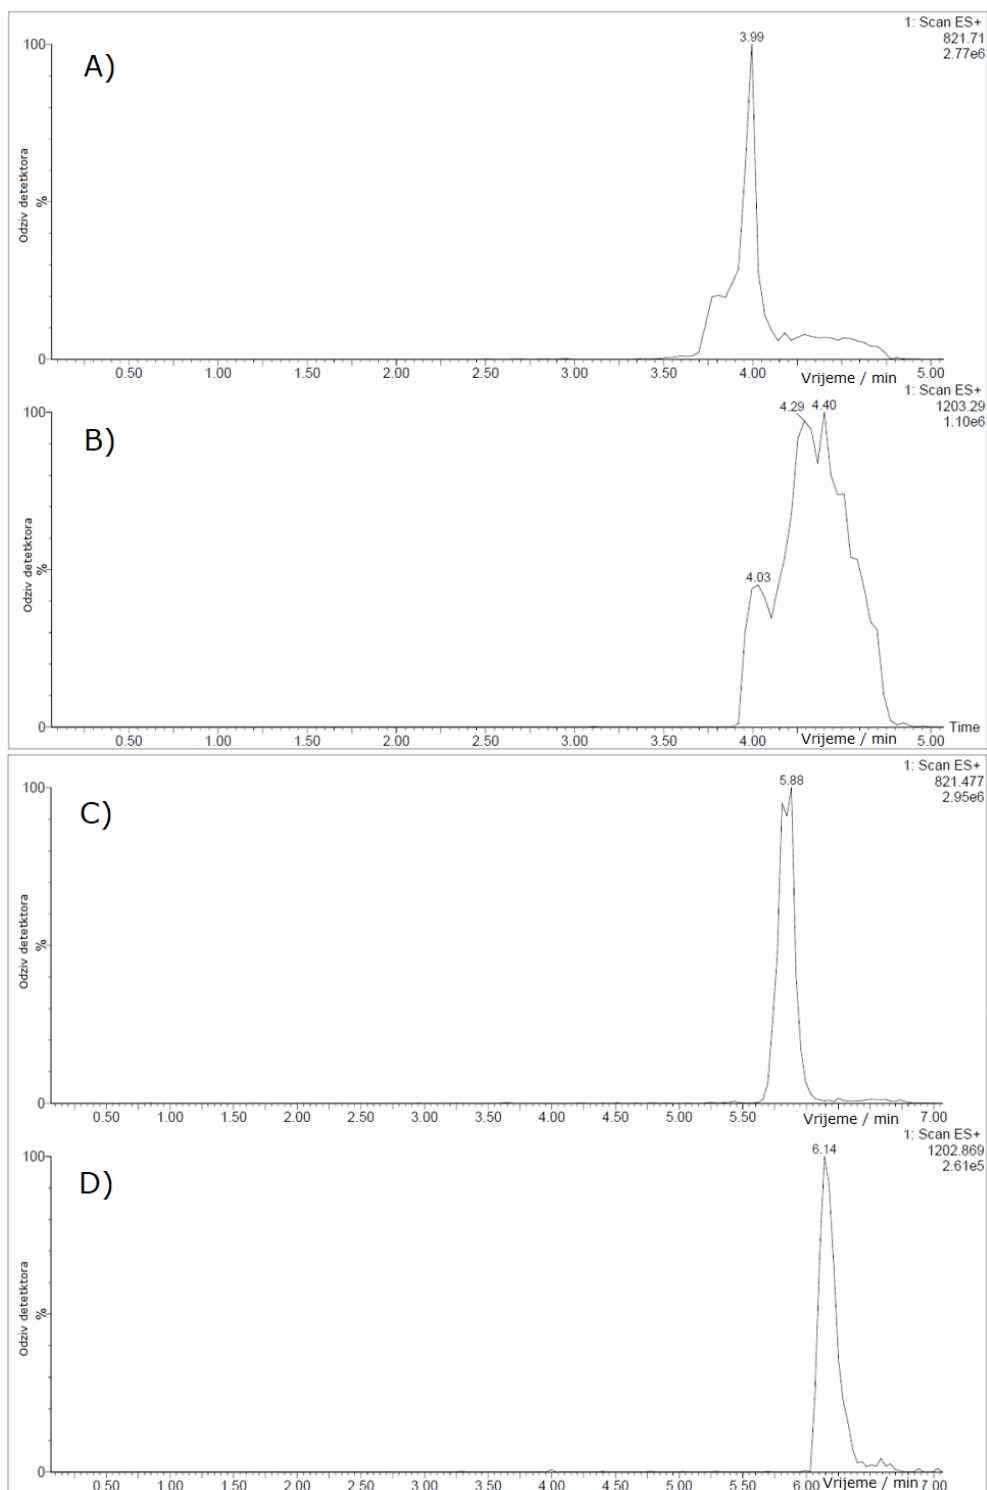 1: Scan ES+
821.71
2.77e6
A)
3.99
100
%
Odziv detetktora
0
0.50 1.00 1.50 2.00 2.50 3.00 3.50 4.00 5.00
Vrijeme / min
1: Scan ES+
1203.29
1.10e6
B)
4.29 4.40
4.03
100
%
Odziv detetktora
0
Time
0.50 1.00 1.50 2.00 2.50 3.00 3.50 4.00 5.00
Vrijeme / min
1: Scan ES+
821.477
2.95e6
C)
5.88
100
%
Odziv detetktora
0
0.50 1.00 1.50 2.00 2.50 3.00 3.50 4.00 4.50 5.00 5.50 7.00
Vrijeme / min
1: Scan ES+
1202.869
2.61e5
D)
6.14
100
%
Odziv detetktora
0
0.50 1.00 1.50 2.00 2.50 3.00 3.50 4.00 4.50 5.00 5.50 7.00
Vrijeme / min